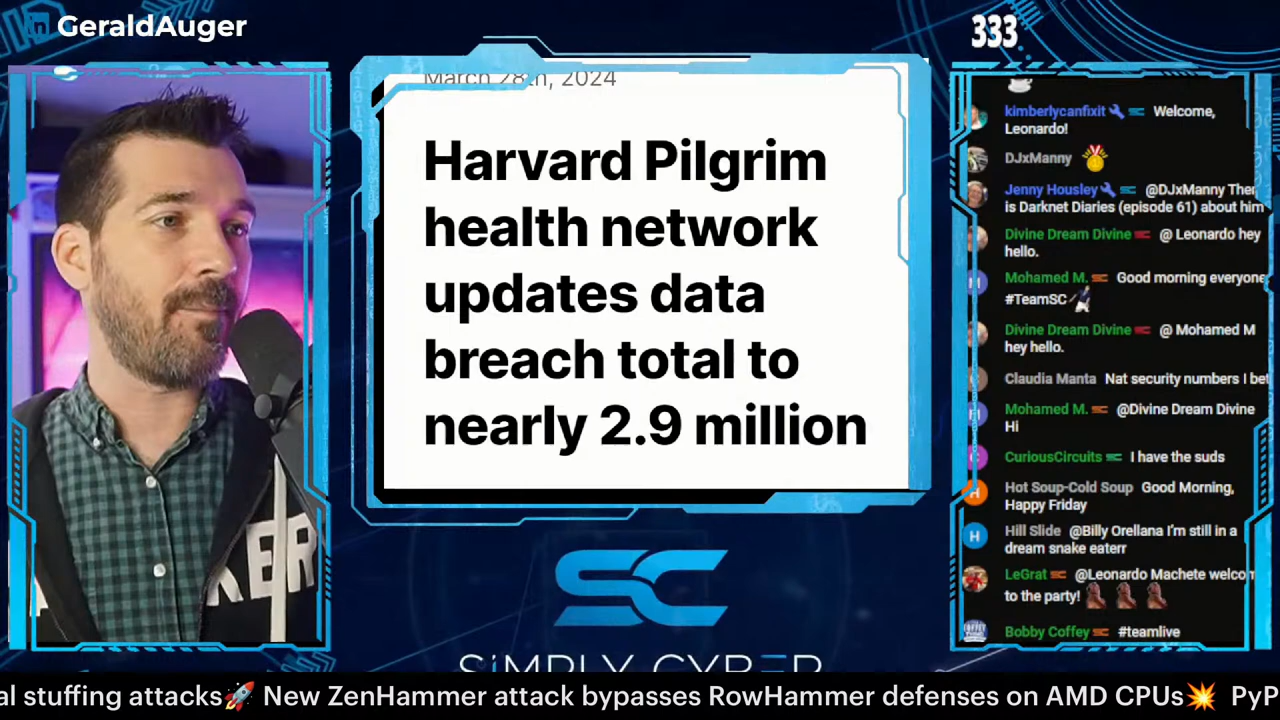 GeraldAuger
333
March 28th, 2024
Harvard Pilgrim
health network
updates data
breach total to
nearly 2.9 million
kimberlycanfixit Welcome,
Leonardo!
DJxManny
Jenny Housley @DJxManny Ther
is Darknet Diaries (episode 61) about him
Divine Dream Divine @ Leonardo hey
hello.
Mohamed M. Good morning everyone
#TeamSC
Divine Dream Divine @ Mohamed M
hey hello.
Claudia Manta Nat security numbers I bet
Mohamed M. @Divine Dream Divine
Hi
CuriousCircuits I have the suds
Hot Soup-Cold Soup Good Morning,
Happy Friday
Hill Slide @Billy Orellana I'm still in a
dream snake eaterr
LeGrat @Leonardo Machete welcom
to the party!
Bobby Coffey #teamlive
SC
SIMPLY CYBER
al stuffing attacks🚀 New ZenHammer attack bypasses RowHammer defenses on AMD CPUs💥 PyP